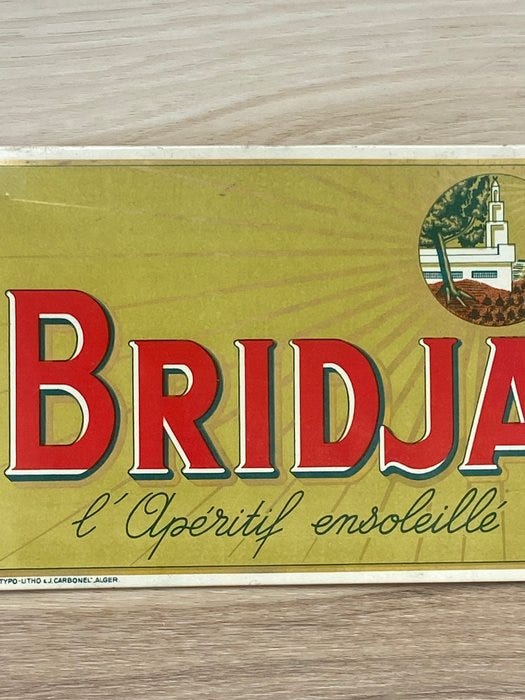 BRIDJA
l'Apéritif ensoleillé
TYPO-LITHO & J. CARBONEL, ALGER